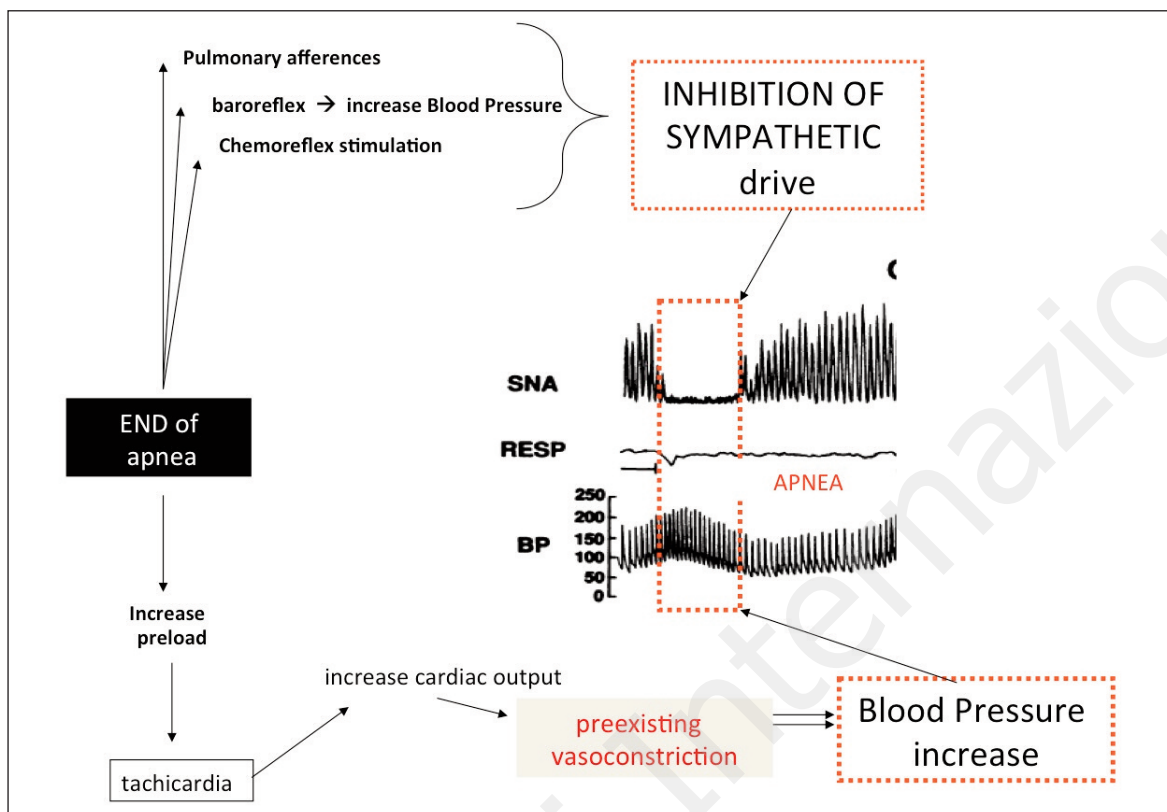 Pulmonary afferences
baroreflex → increase Blood Pressure
Chemoreflex stimulation
INHIBITION OF
SYMPATHETIC
drive
END of
apnea
SNA
RESP
APNEA
250
200
150
100
50
0
BP
Increase
preload
tachicardia
increase cardiac output
preexisting
vasoconstriction
Blood Pressure
increase
i Internazio